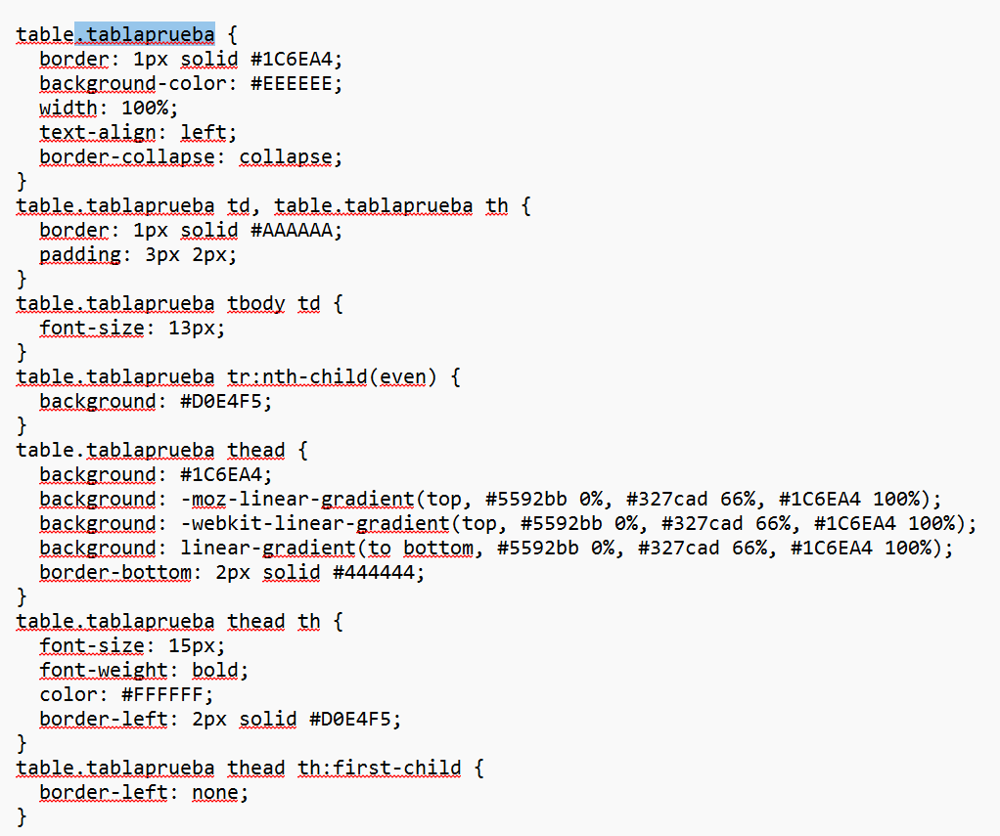 table.tablaprueba {
  border: 1px solid #1C6EA4;
  background-color: #EEEEEE;
  width: 100%;
  text-align: left;
  border-collapse: collapse;
}
table.tablaprueba td, table.tablaprueba th {
  border: 1px solid #AAAAAA;
  padding: 3px 2px;
}
table.tablaprueba tbody td {
  font-size: 13px;
}
table.tablaprueba tr:nth-child(even) {
  background: #D0E4F5;
}
table.tablaprueba thead {
  background: #1C6EA4;
  background: -moz-linear-gradient(top, #5592bb 0%, #327cad 66%, #1C6EA4 100%);
  background: -webkit-linear-gradient(top, #5592bb 0%, #327cad 66%, #1C6EA4 100%);
  background: linear-gradient(to bottom, #5592bb 0%, #327cad 66%, #1C6EA4 100%);
  border-bottom: 2px solid #444444;
}
table.tablaprueba thead th {
  font-size: 15px;
  font-weight: bold;
  color: #FFFFFF;
  border-left: 2px solid #D0E4F5;
}
table.tablaprueba thead th:first-child {
  border-left: none;
}